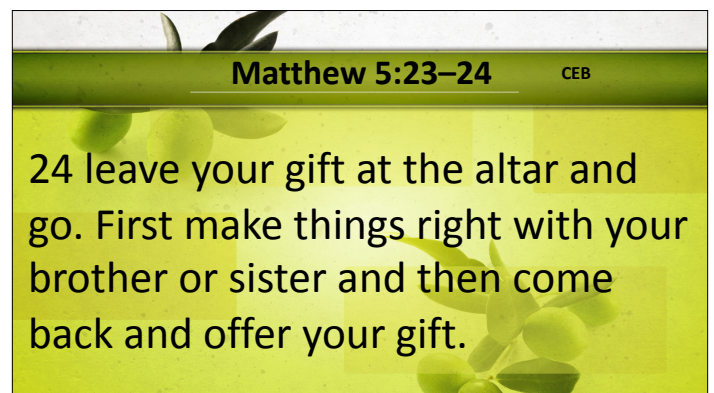 Matthew 5:23–24 CEB
24 leave your gift at the altar and
go. First make things right with your
brother or sister and then come
back and offer your gift.